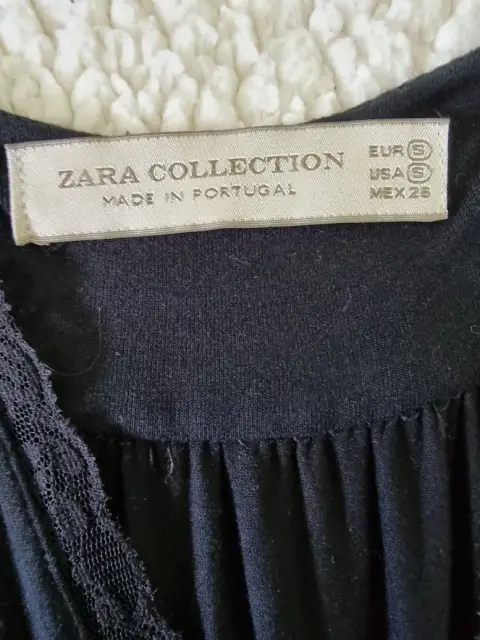 ZARA COLLECTION
MADE IN PORTUGAL
EUR S
USA S
MEX 26